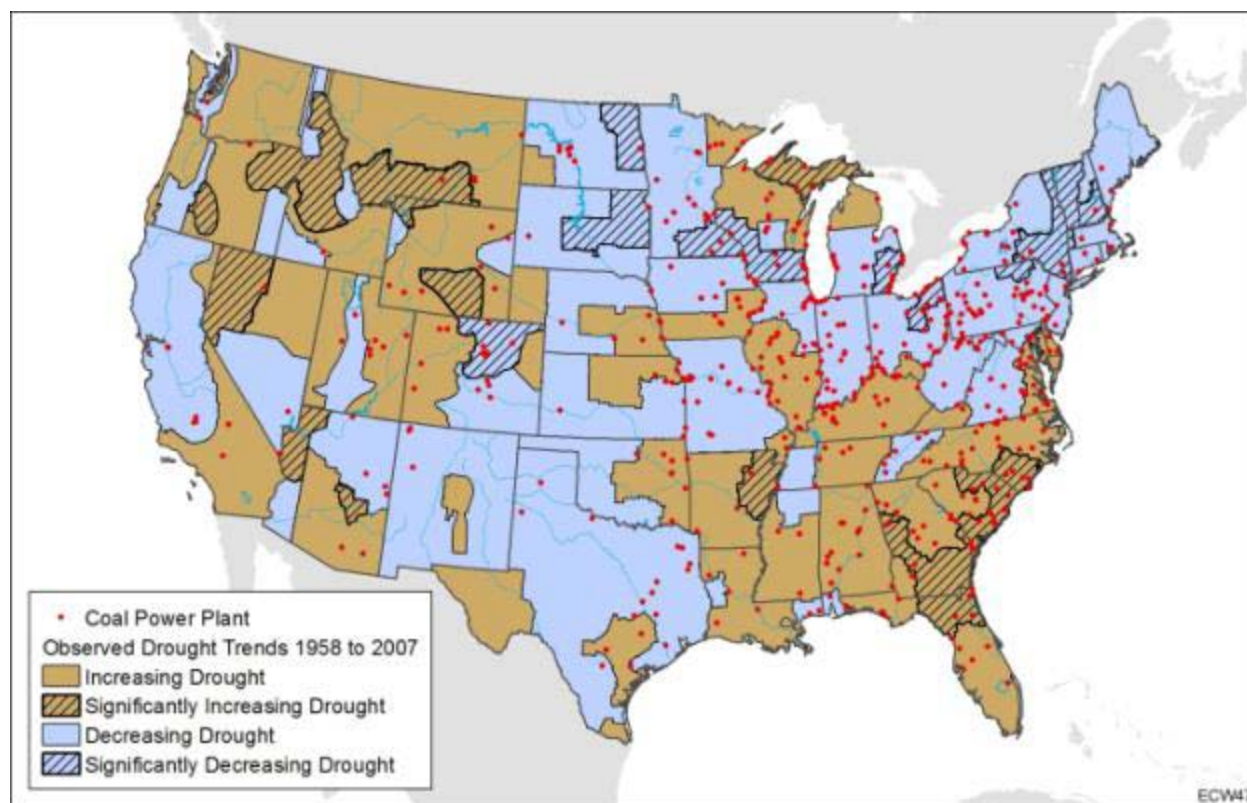 Coal Power Plant
Observed Drought Trends 1958 to 2007
Increasing Drought
Significantly Increasing Drought
Decreasing Drought
Significantly Decreasing Drought